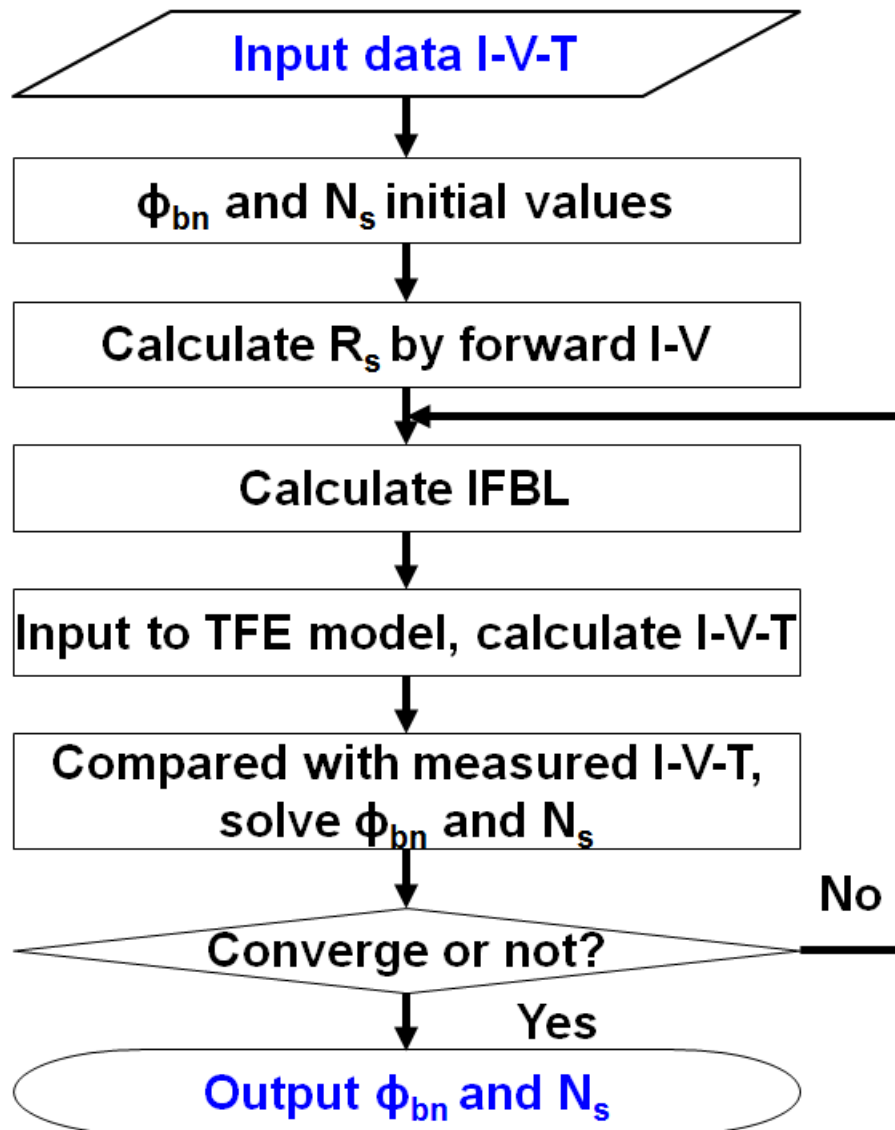 Input data I-V-T
ϕbn and Ns initial values
Calculate Rs by forward I-V
Calculate IFBL
Input to TFE model, calculate I-V-T
Compared with measured I-V-T,
solve ϕbn and Ns
No
Converge or not?
Yes
Output ϕbn and Ns